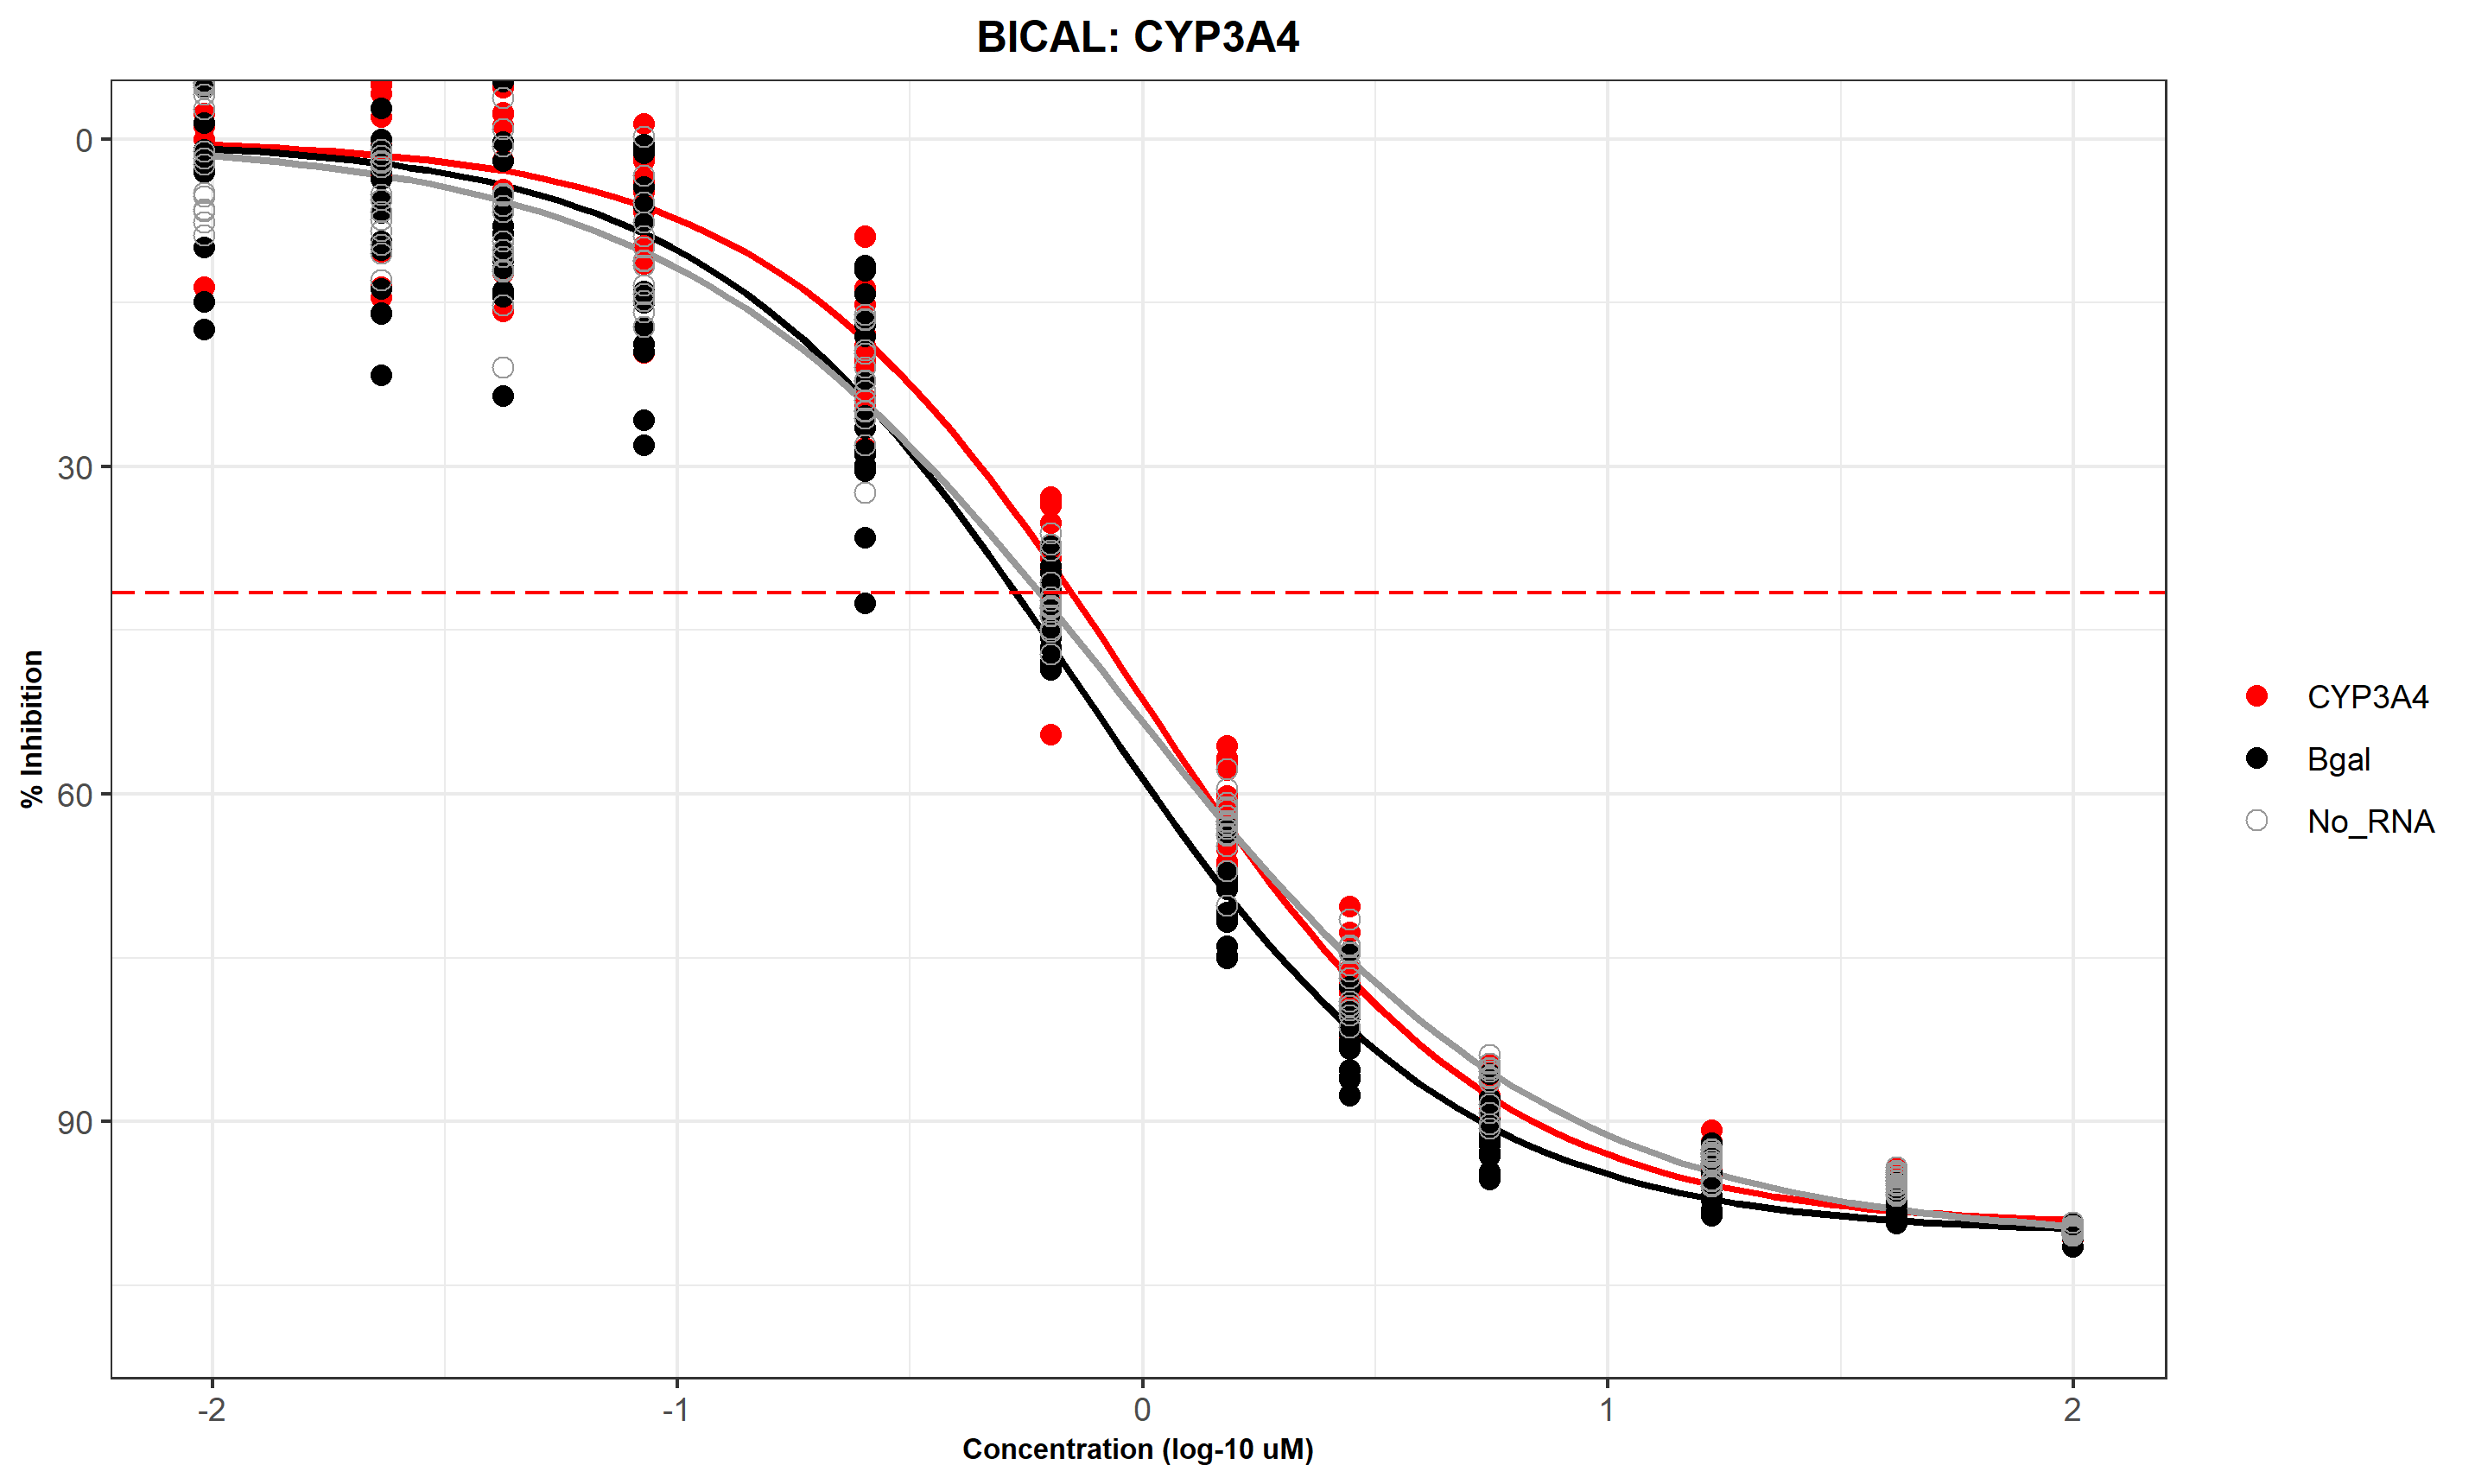 BICAL: CYP3A4
% Inhibition
0
30
60
90
-2
-1
0
1
2
Concentration (log-10 uM)
CYP3A4
Bgal
No_RNA